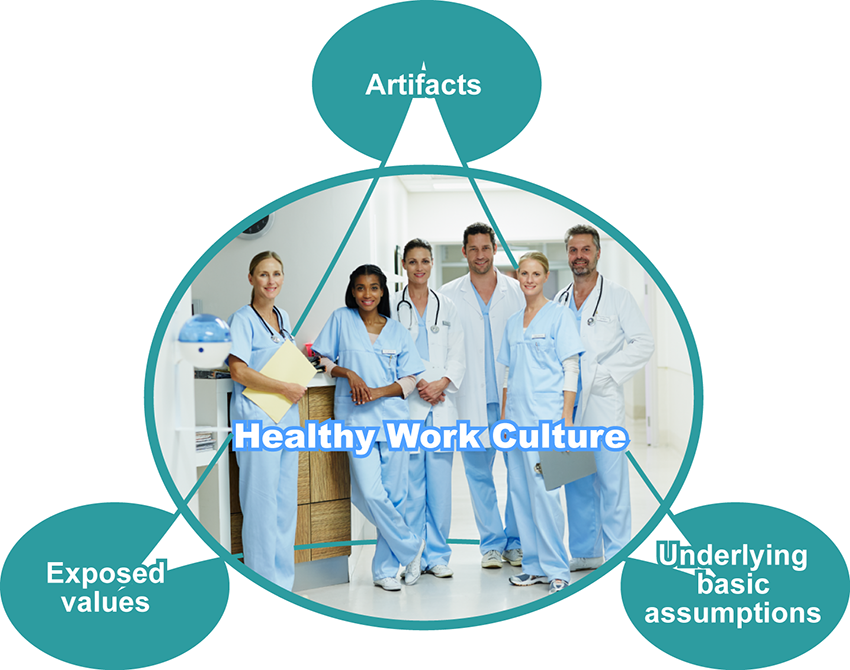 Artifacts
Healthy Work Culture
Exposed
values
Underlying
basic
assumptions